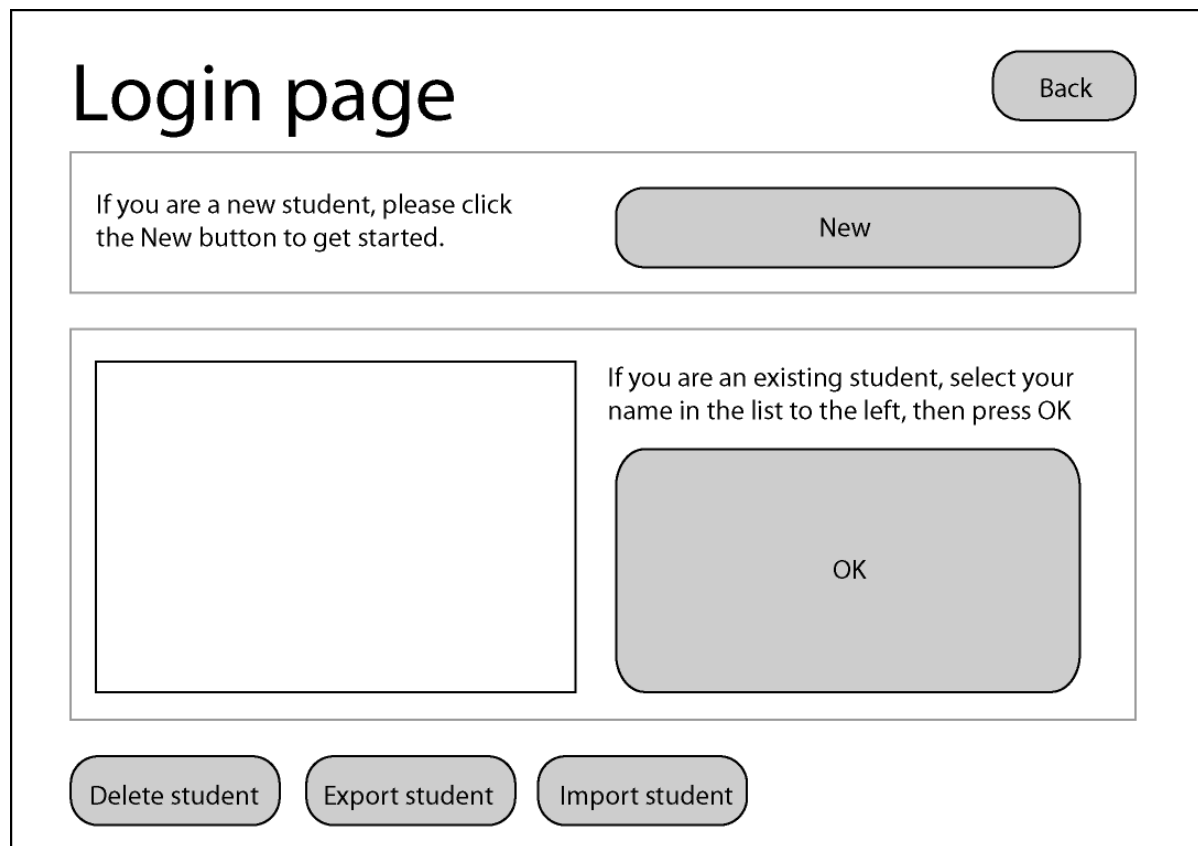 Login page
Back
If you are a new student, please click
the New button to get started.
New
If you are an existing student, select your
name in the list to the left, then press OK
OK
Delete student
Export student
Import student